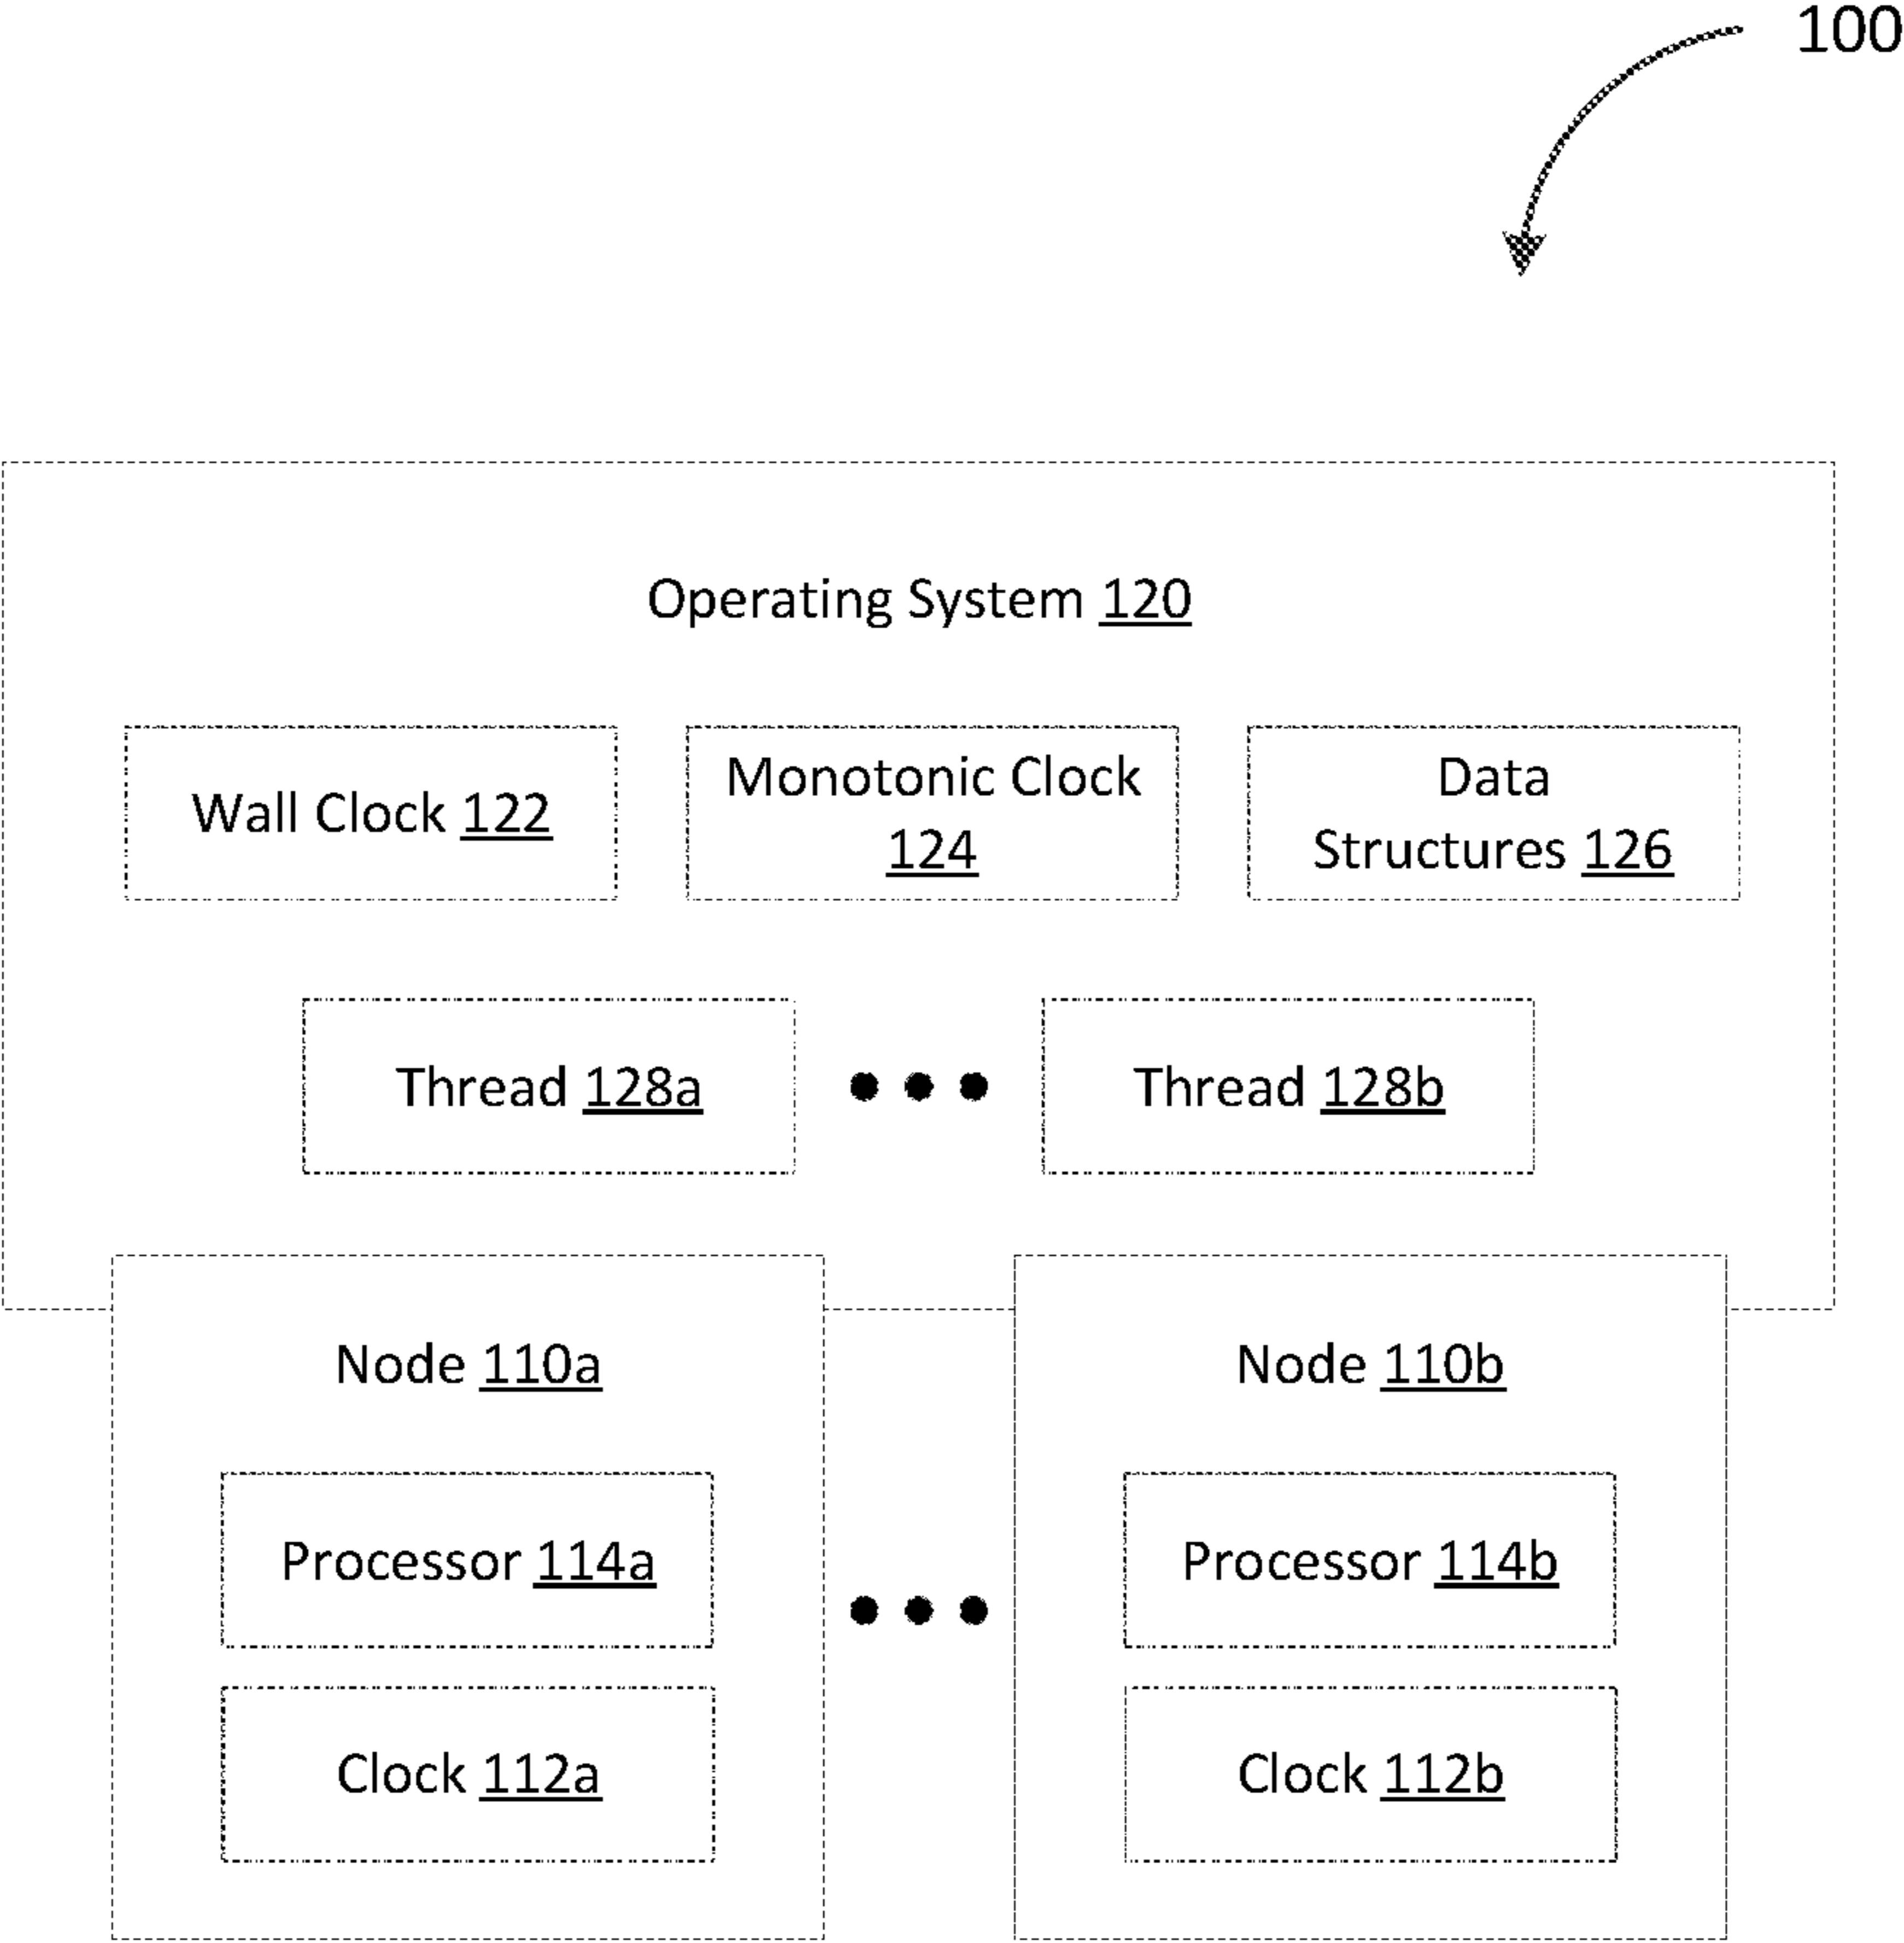 100
Operating System 120
Wall Clock 122
Monotonic Clock
124
Data
Structures 126
Thread 128a
Thread 128b
Node 110a
Processor 114a
Clock 112a
Node 110b
Processor 114b
Clock 112b